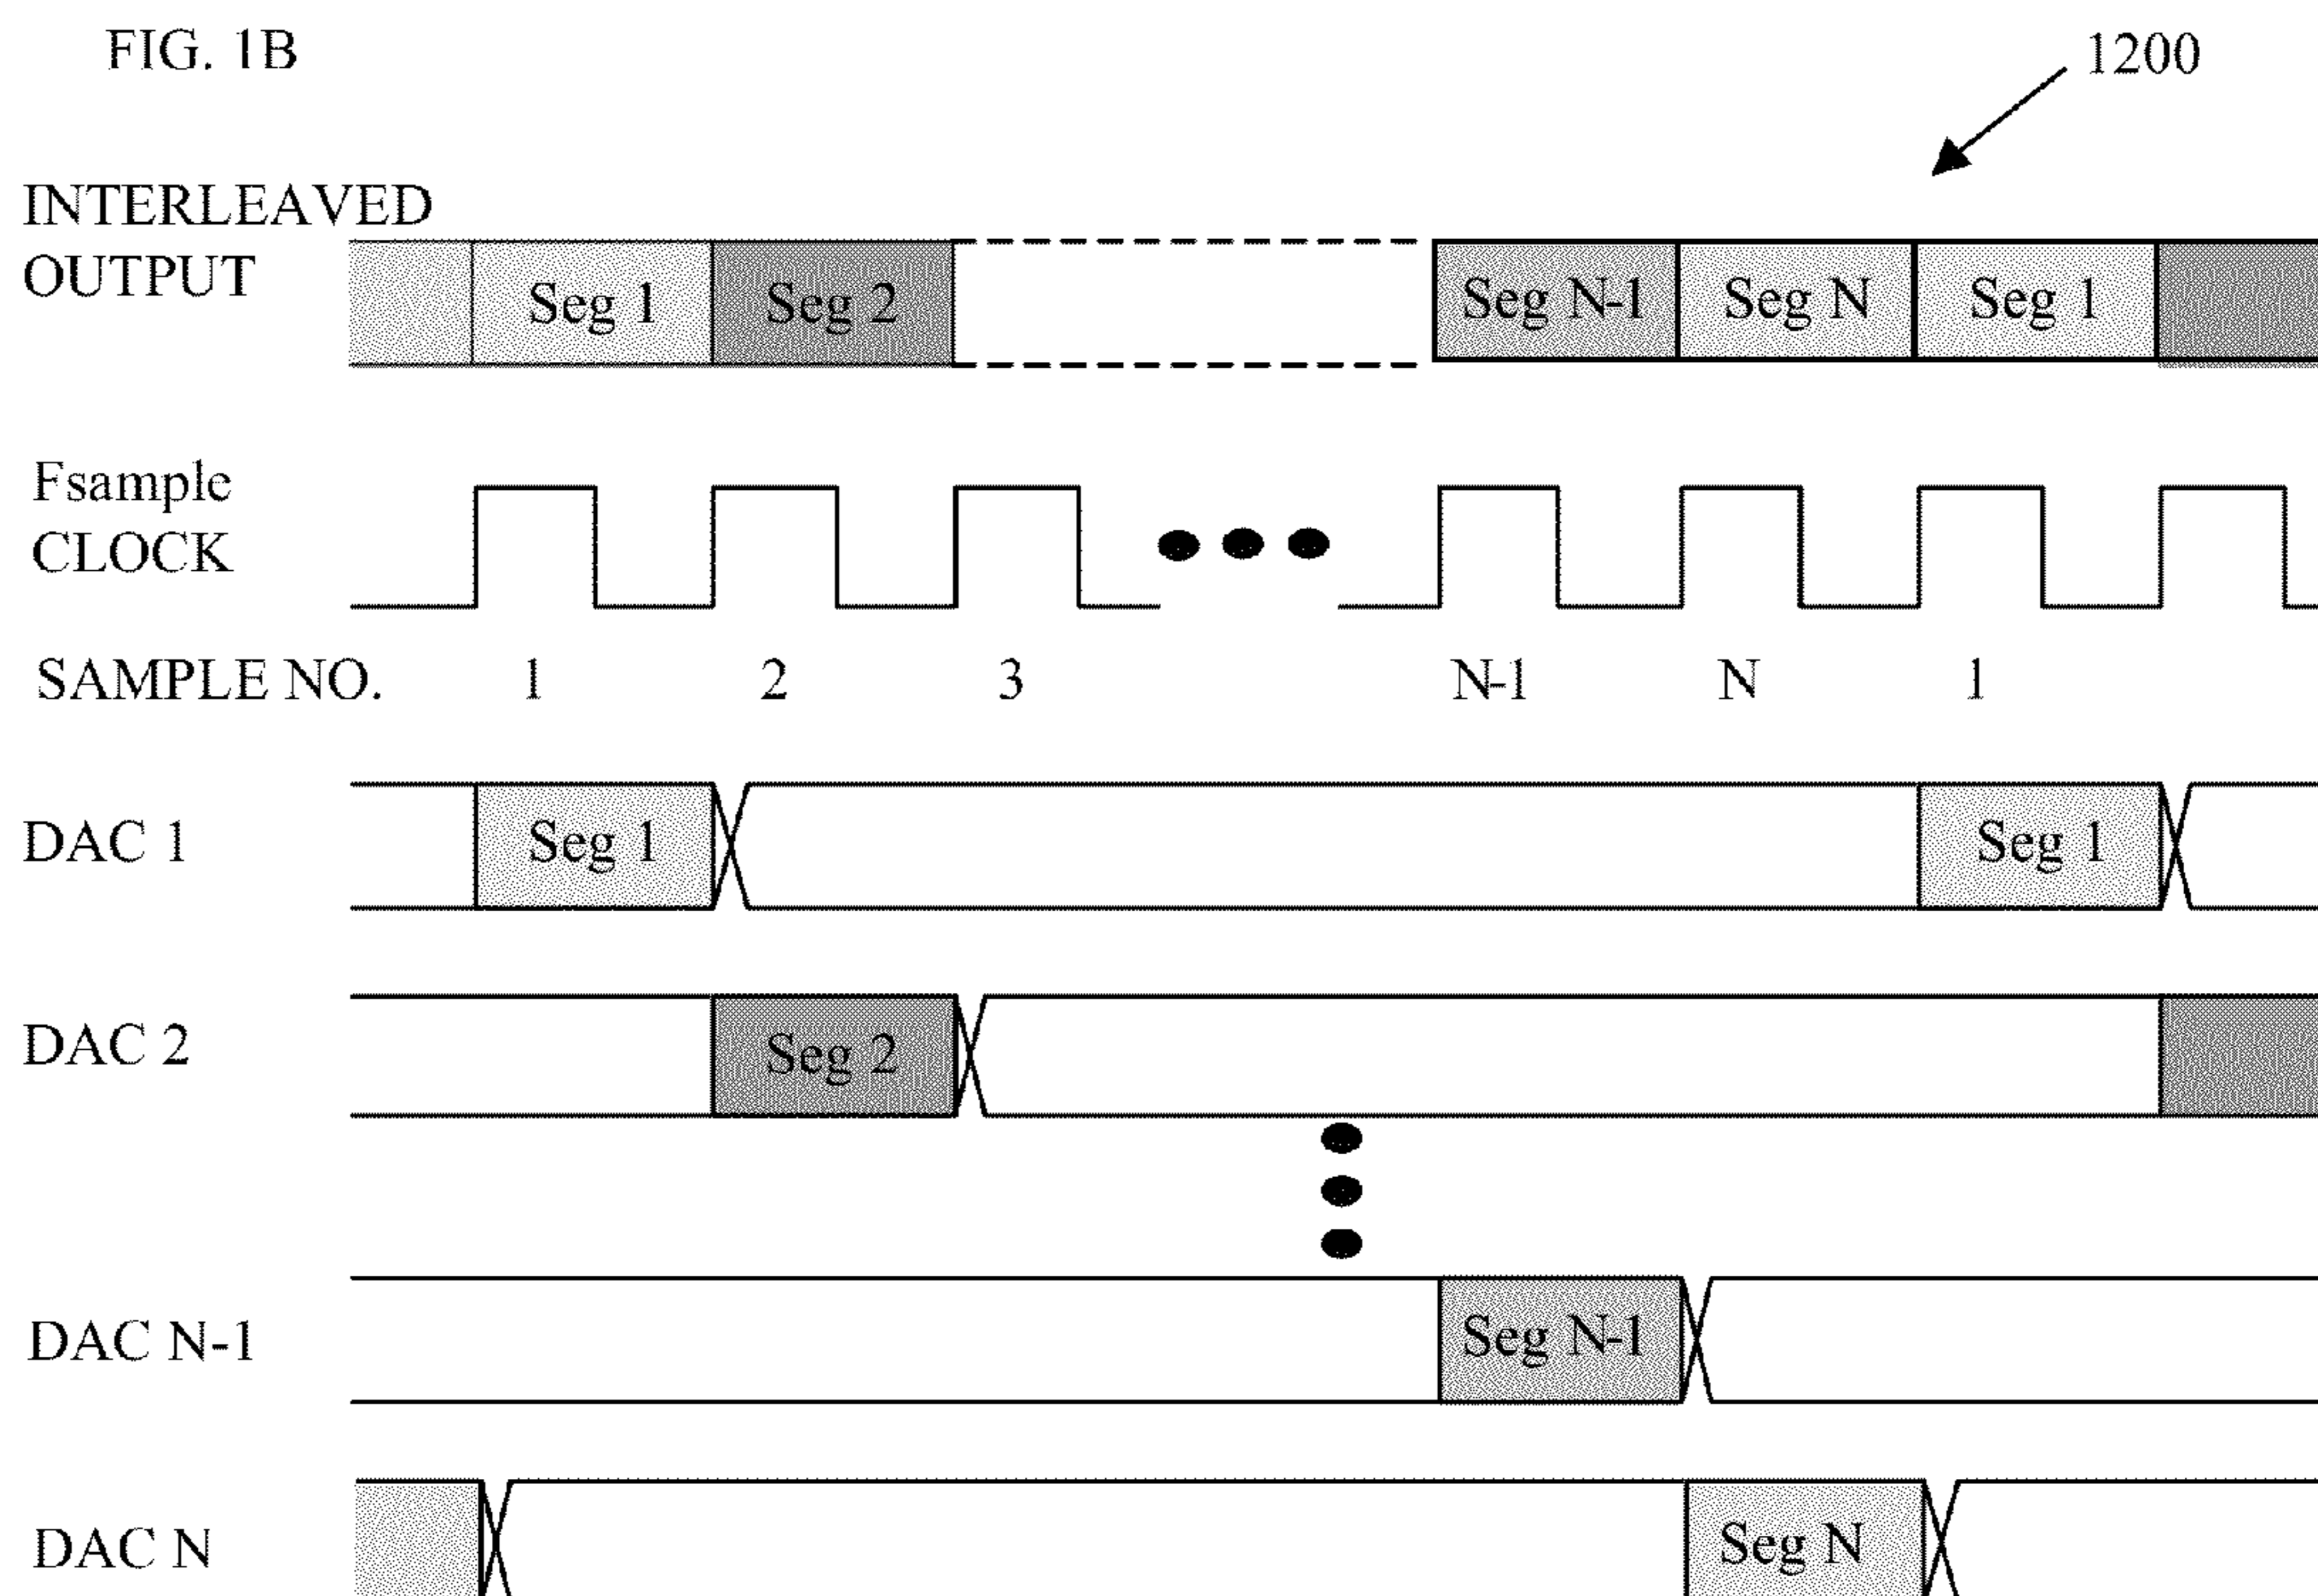 FIG. 1B
1200
INTERLEAVED
OUTPUT
Seg 1 Seg 2 Seg N-1 Seg N Seg 1
Fsample
CLOCK
SAMPLE NO. 1 2 3 N-1 N 1
DAC 1 Seg 1 Seg 1
DAC 2 Seg 2
DAC N-1 Seg N-1
DAC N Seg N